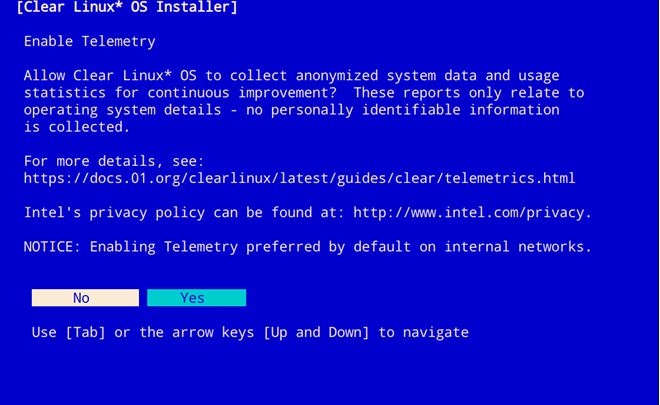 [Clear Linux* OS Installer]
Enable Telemetry
Allow Clear Linux* OS to collect anonymized system data and usage
statistics for continuous improvement?  These reports only relate to
operating system details - no personally identifiable information
is collected.
For more details, see:
https://docs.01.org/clearlinux/latest/guides/clear/telemetrics.html
Intel's privacy policy can be found at: http://www.intel.com/privacy.
NOTICE: Enabling Telemetry preferred by default on internal networks.
No Yes
Use [Tab] or the arrow keys [Up and Down] to navigate